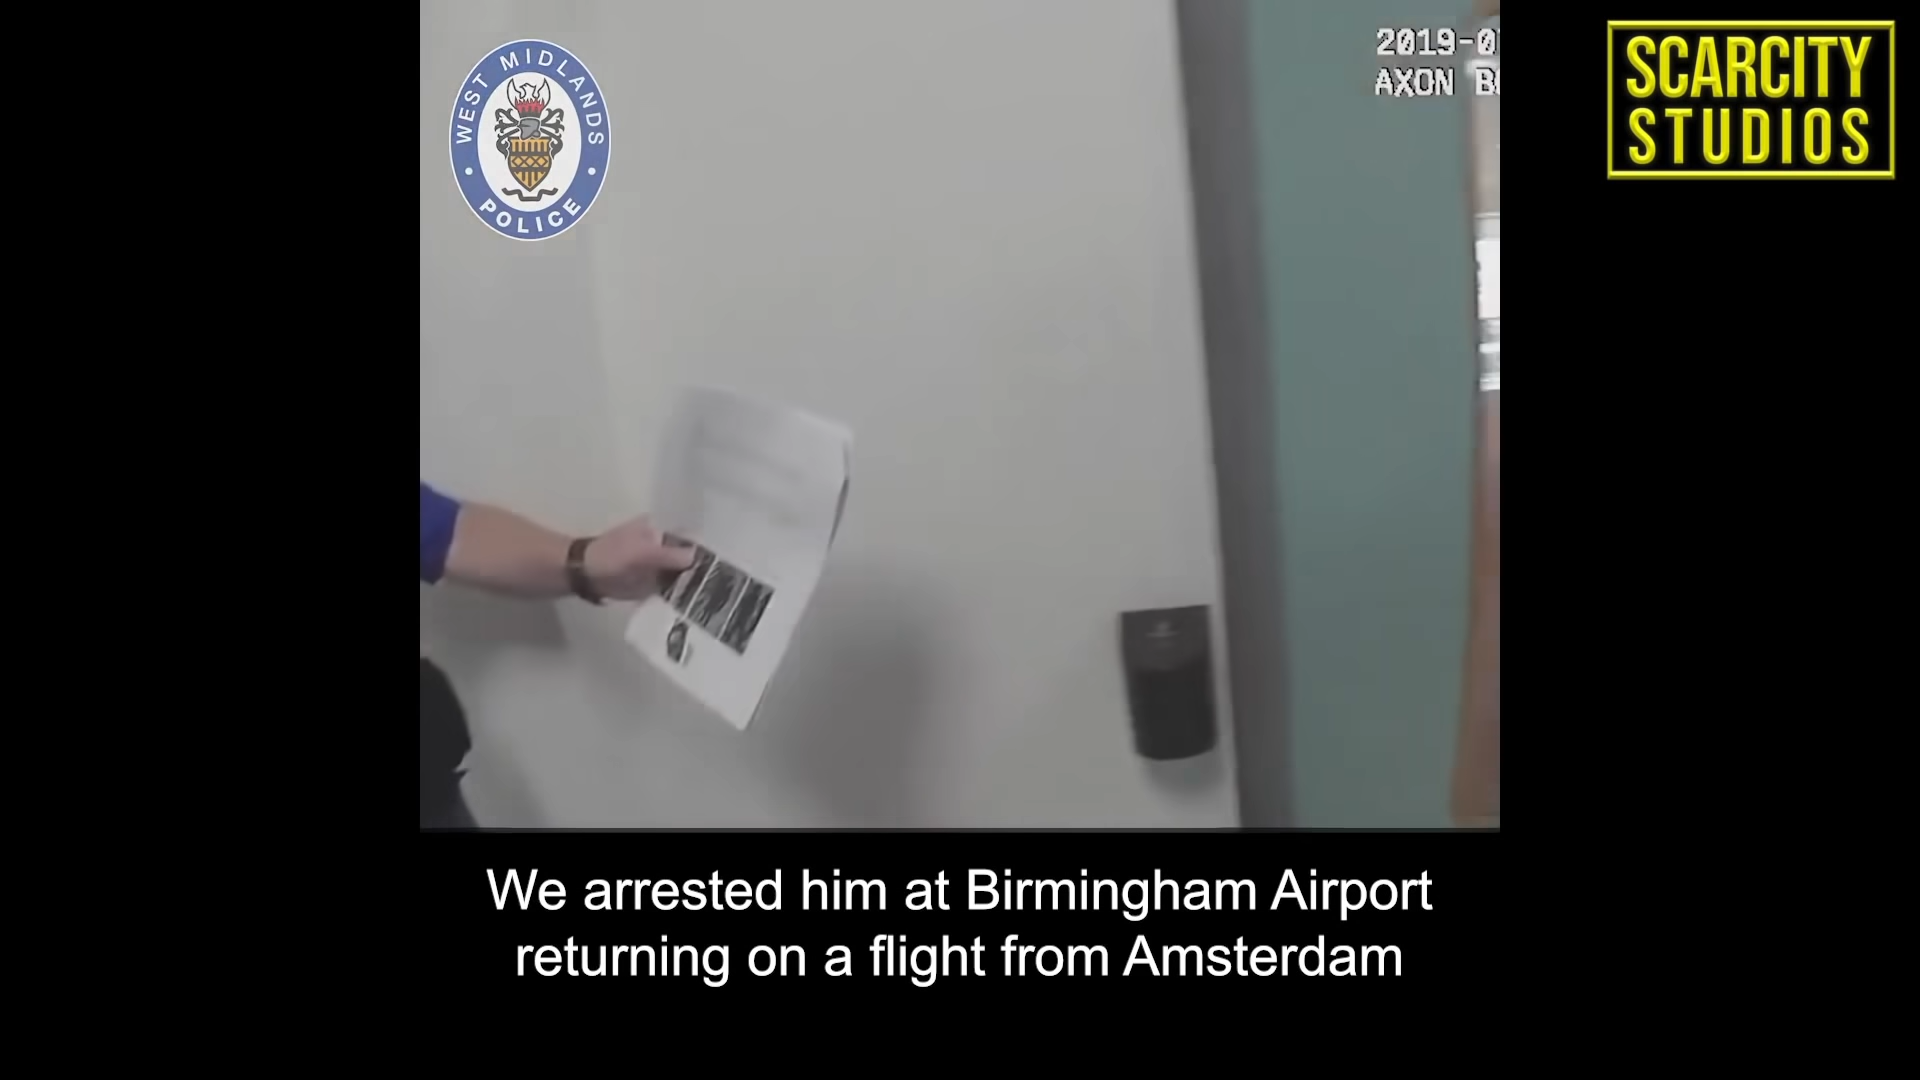 WEST MIDLANDS
POLICE
2019-0
AXON B
SCARCITY
STUDIOS
We arrested him at Birmingham Airport
returning on a flight from Amsterdam